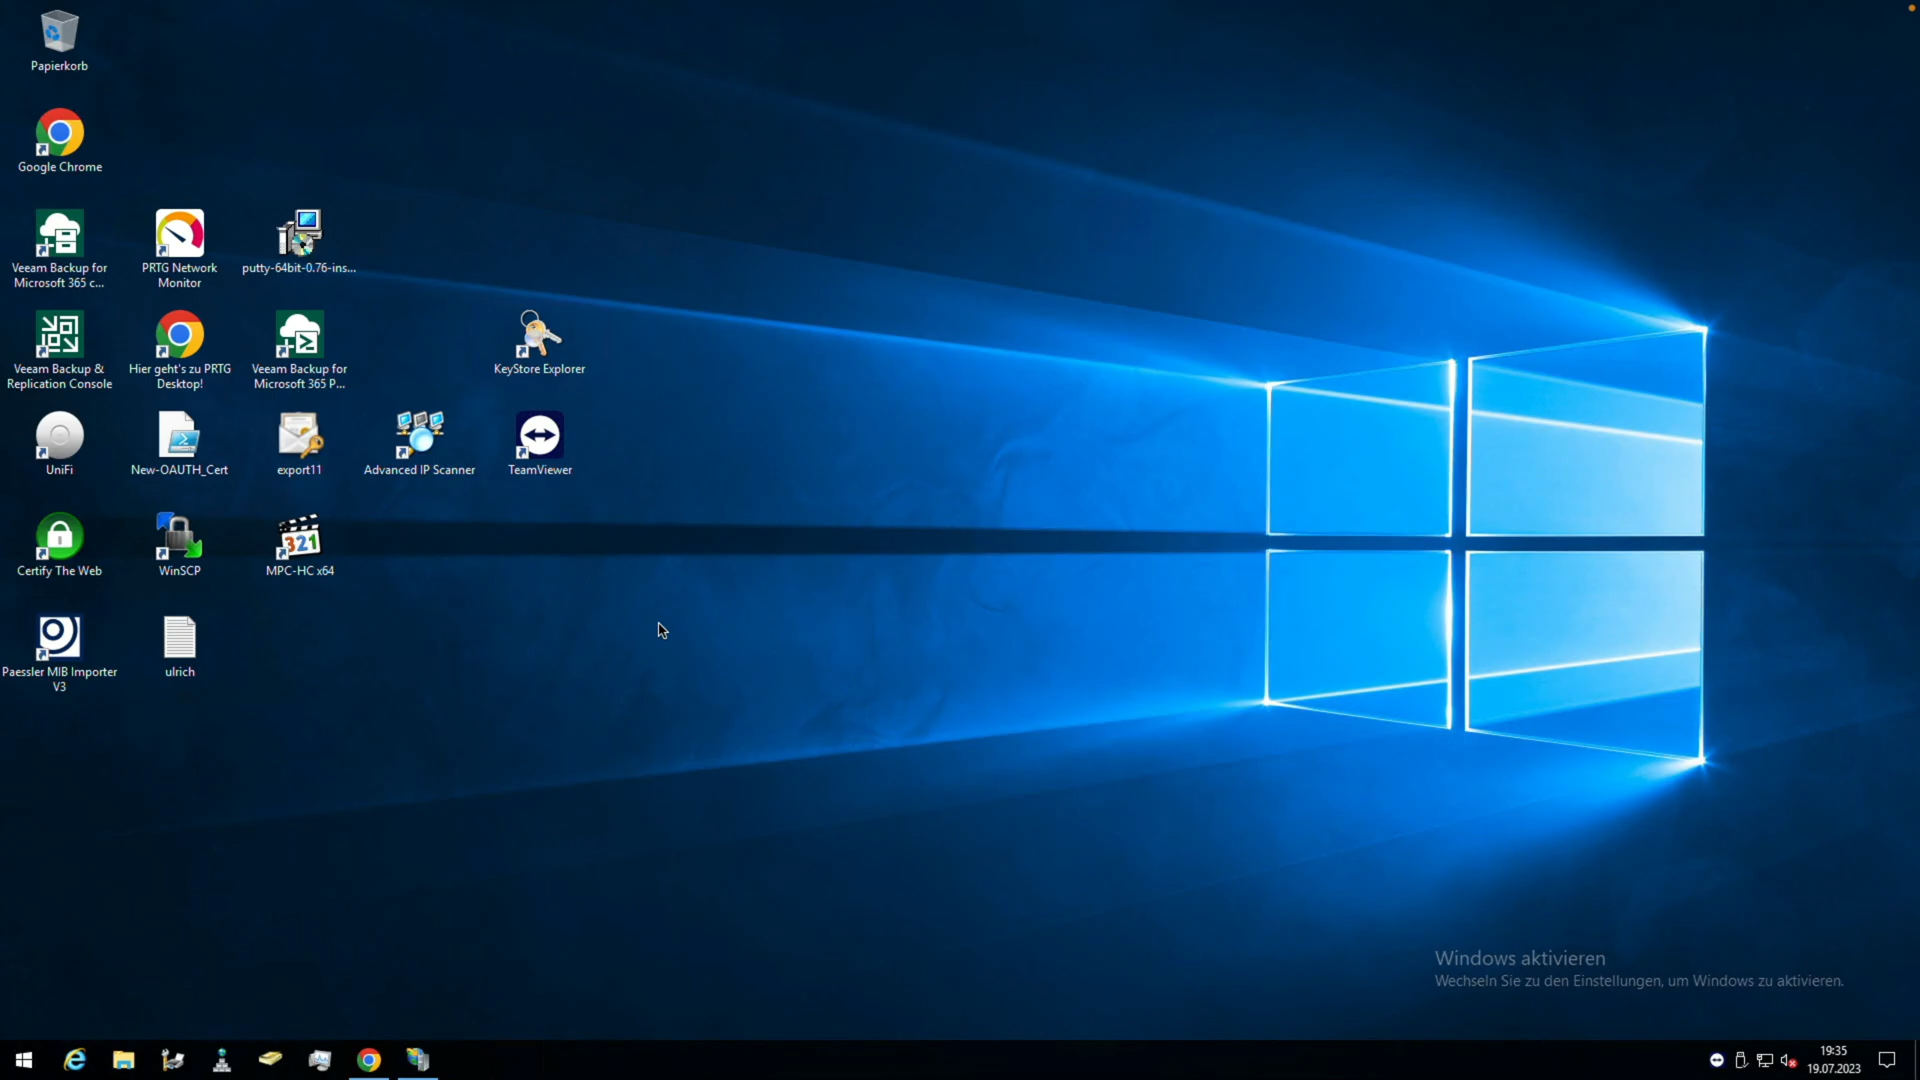 Papierkorb
Google Chrome
Veeam Backup for
Microsoft 365 c...
PRTG Network
Monitor
putty-64bit-0.76-ins...
Veeam Backup &
Replication Console
Hier geht's zu PRTG
Desktop!
Veeam Backup for
Microsoft 365 P...
KeyStore Explorer
UniFi
New-OAUTH_Cert
export11
Advanced IP Scanner
TeamViewer
Certify The Web
WinSCP
321
MPC-HC x64
Paessler MIB Importer
V3
ulrich
Windows aktivieren
Wechseln Sie zu den Einstellungen, um Windows zu aktivieren.
19:35
19.07.2023